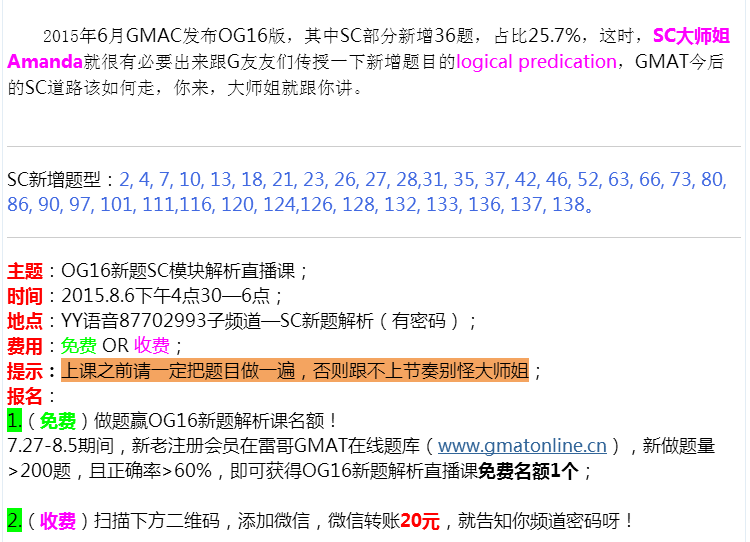 2015年6月GMAC发布OG16版，其中SC部分新增36题，占比25.7%，这时，SC大师姐
Amanda就很有必要出来跟G友友们传授一下新增题目的logical predication，GMAT今后
的SC道路该如何走，你来，大师姐就跟你讲。
SC新增题型：2, 4, 7, 10, 13, 18, 21, 23, 26, 27, 28,31, 35, 37, 42, 46, 52, 63, 66, 73, 80,
86, 90, 97, 101, 111,116, 120, 124,126, 128, 132, 133, 136, 137, 138。
主题：OG16新题SC模块解析直播课；
时间：2015.8.6下午4点30—6点；
地点：YY语音87702993子频道—SC新题解析（有密码）；
费用：免费 OR 收费；
提示：上课之前请一定把题目做一遍，否则跟不上节奏别怪大师姐；
报名：
1.（免费）做题赢OG16新题解析课名额！
7.27-8.5期间，新老注册会员在雷哥GMAT在线题库（www.gmatonline.cn），新做题量
>200题，且正确率>60%，即可获得OG16新题解析直播课免费名额1个；
2.（收费）扫描下方二维码，添加微信，微信转账20元，就告知你频道密码呀！